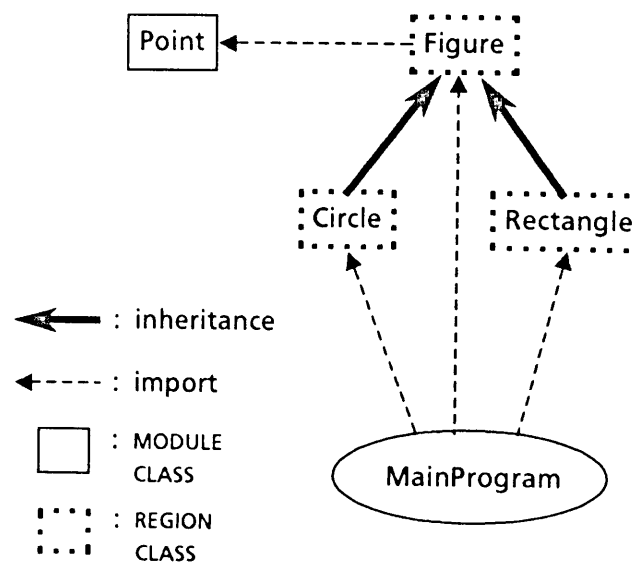 Point
Figure
Circle
Rectangle
: inheritance
: import
: MODULE
CLASS
MainProgram
: REGION
CLASS